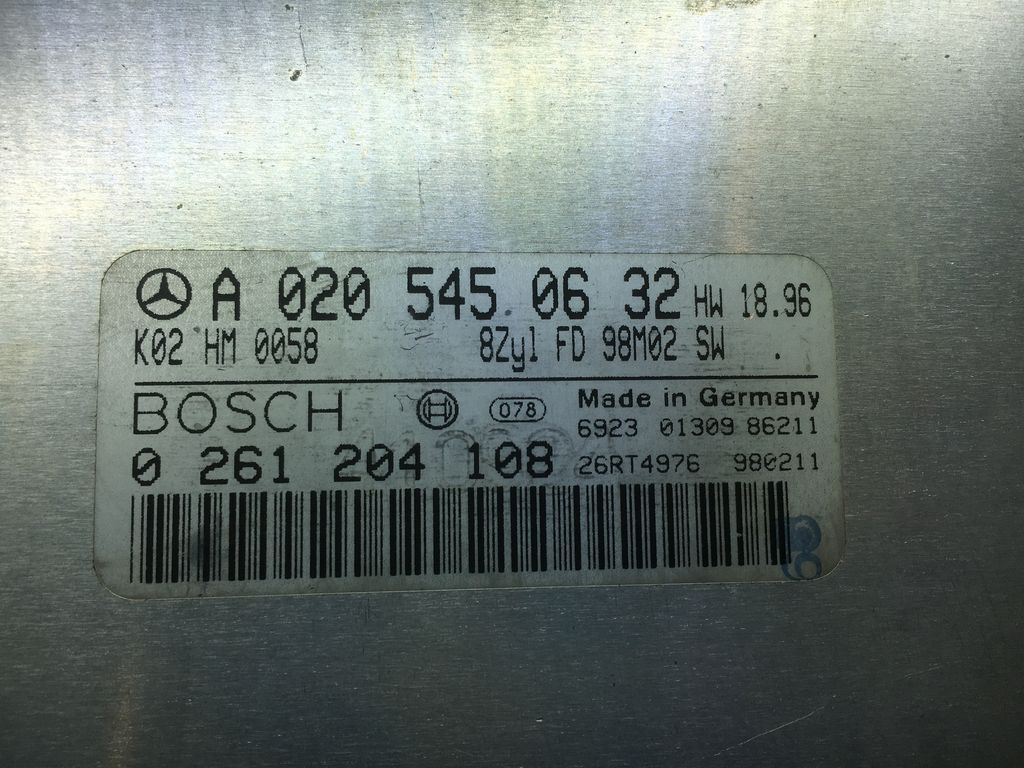 A 020 545 06 32 HW 18.96
K02 HM 0058 8Zyl FD 98M02 SW .
BOSCH 078 Made in Germany
6923 01309 86211
0 261 204 108 26RT4976 980211
8